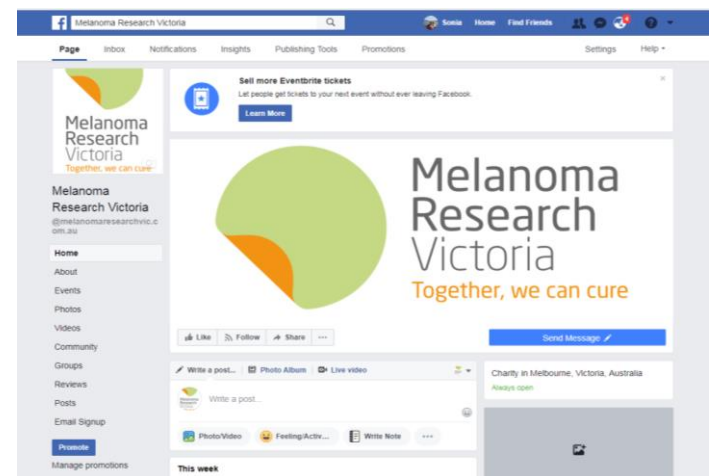 Melanoma Research Victoria
Sonia Home Find Friends
Page Inbox Notifications Insights Publishing Tools Promotions Settings Help
Melanoma
Research
Victoria
Together, we can cure
Melanoma
Research Victoria
@melanomaresearchvic.c
om.au
Home
About
Events
Photos
Videos
Community
Groups
Reviews
Posts
Email Signup
Promote
Manage promotions
Sell more Eventbrite tickets
Let people get tickets to your next event without ever leaving Facebook.
Learn More
Melanoma
Research
Victoria
Together, we can cure
Like Follow Share ...
Send Message
Write a post... Photo Album Live video
Write a post...
Photo/Video Feeling/Activ... Write Note ...
This week
Charity in Melbourne, Victoria, Australia
Always open